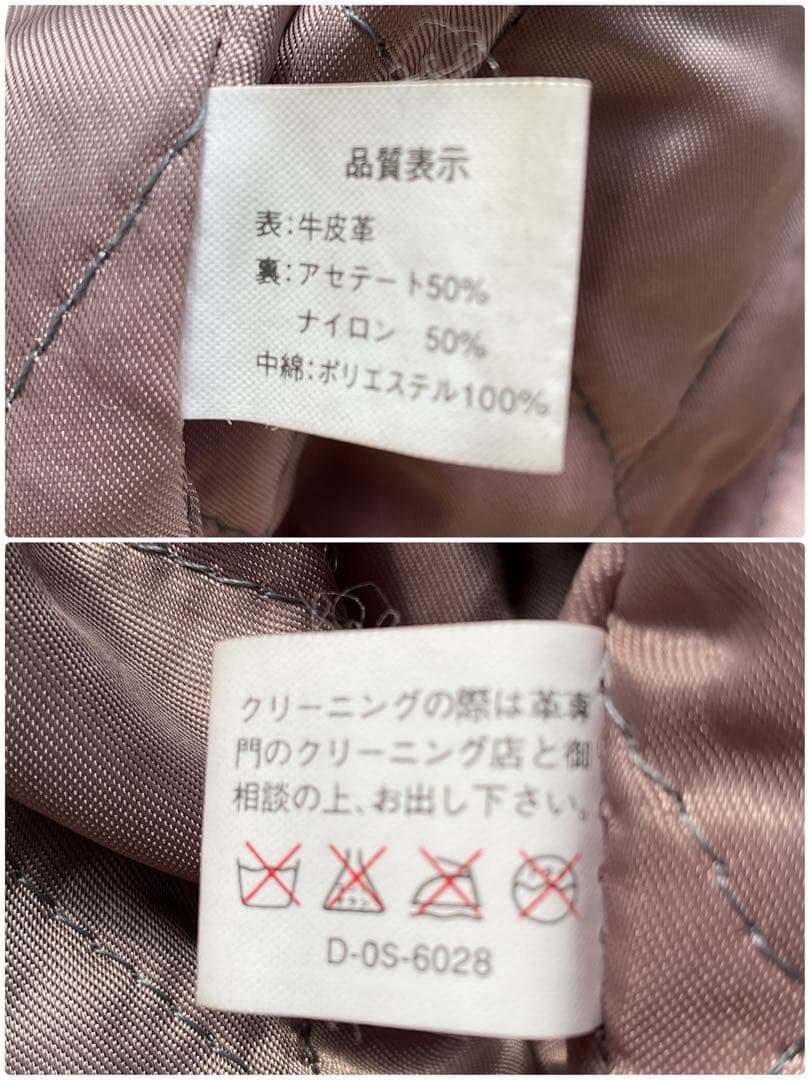 品質表示
表:牛皮革
裏:アセテート50%
ナイロン 50%
中綿:ポリエステル100%
クリーニングの際は革専
門のクリーニング店と御
相談の上、お出し下さい。
D-0S-6028